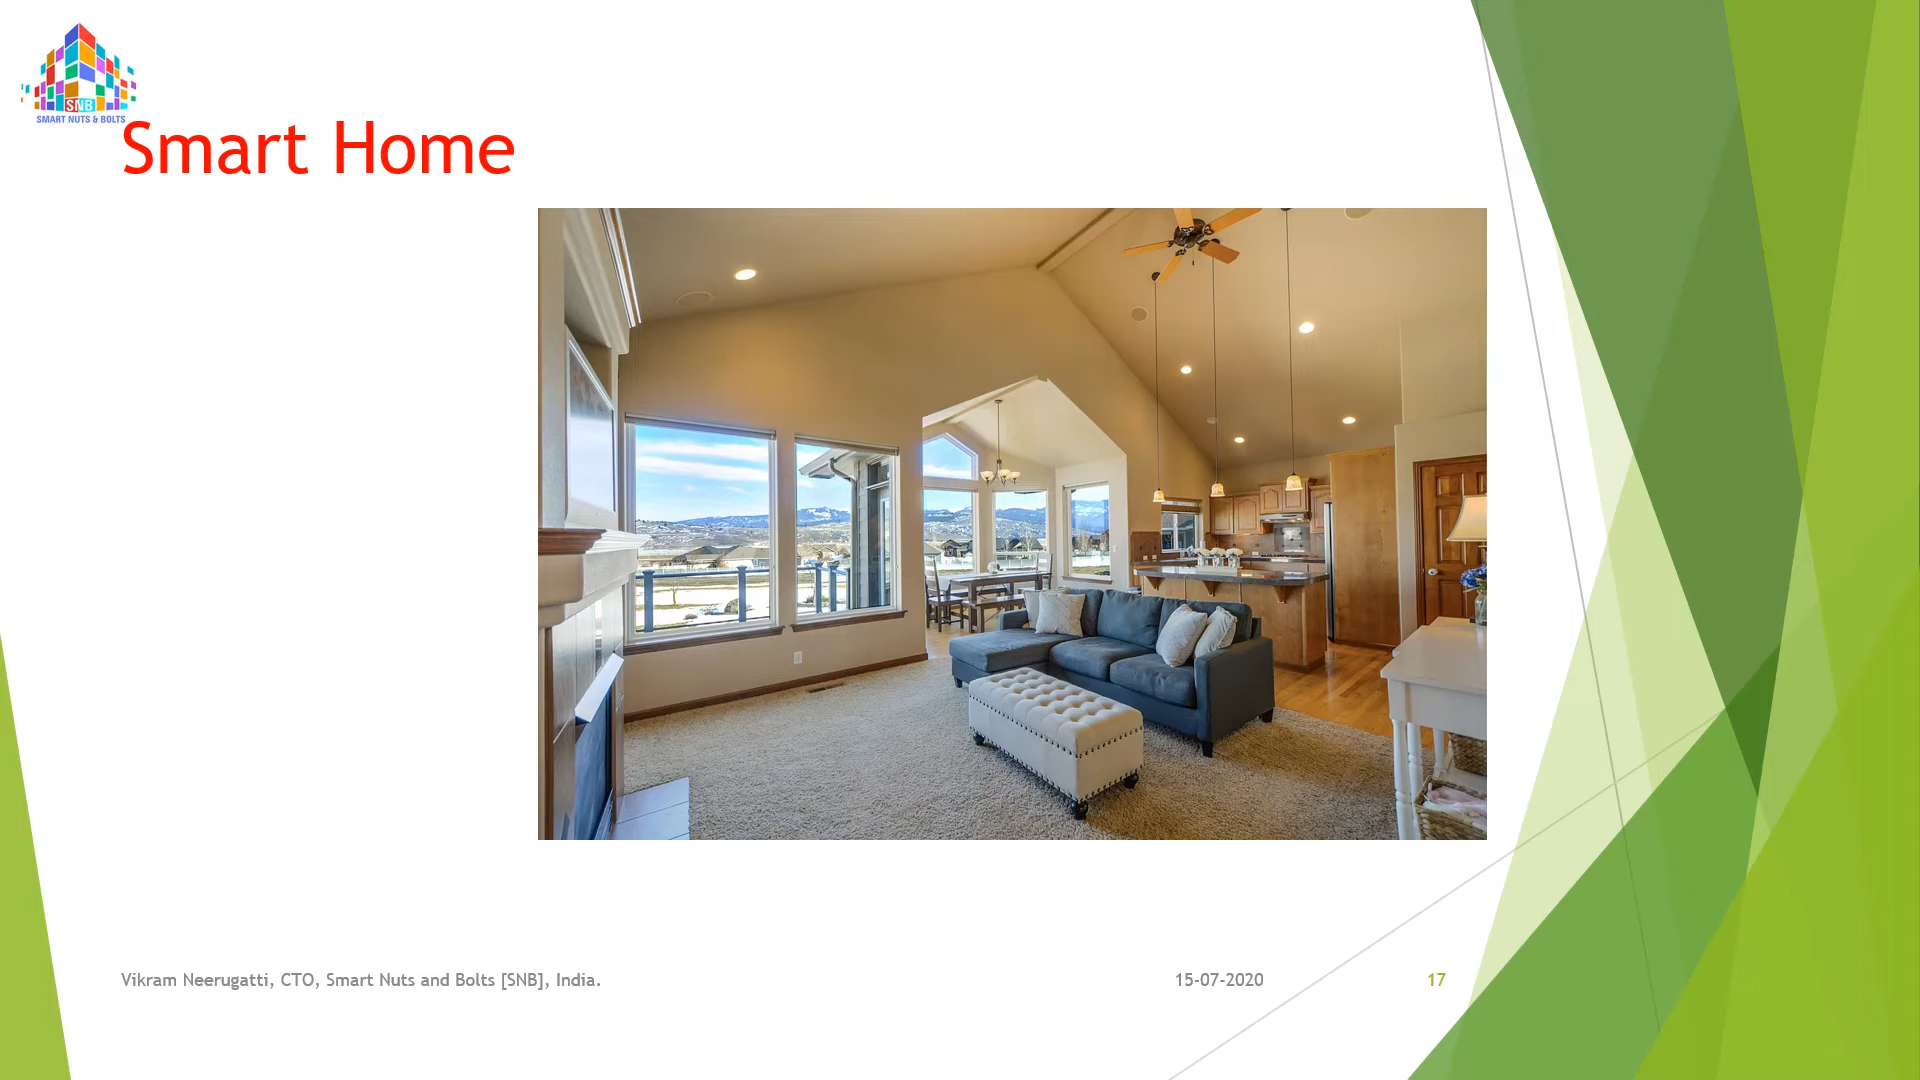 SNB
SMART NUTS & BOLTS
Smart Home
Vikram Neerugatti, CTO, Smart Nuts and Bolts [SNB], India.
15-07-2020
17